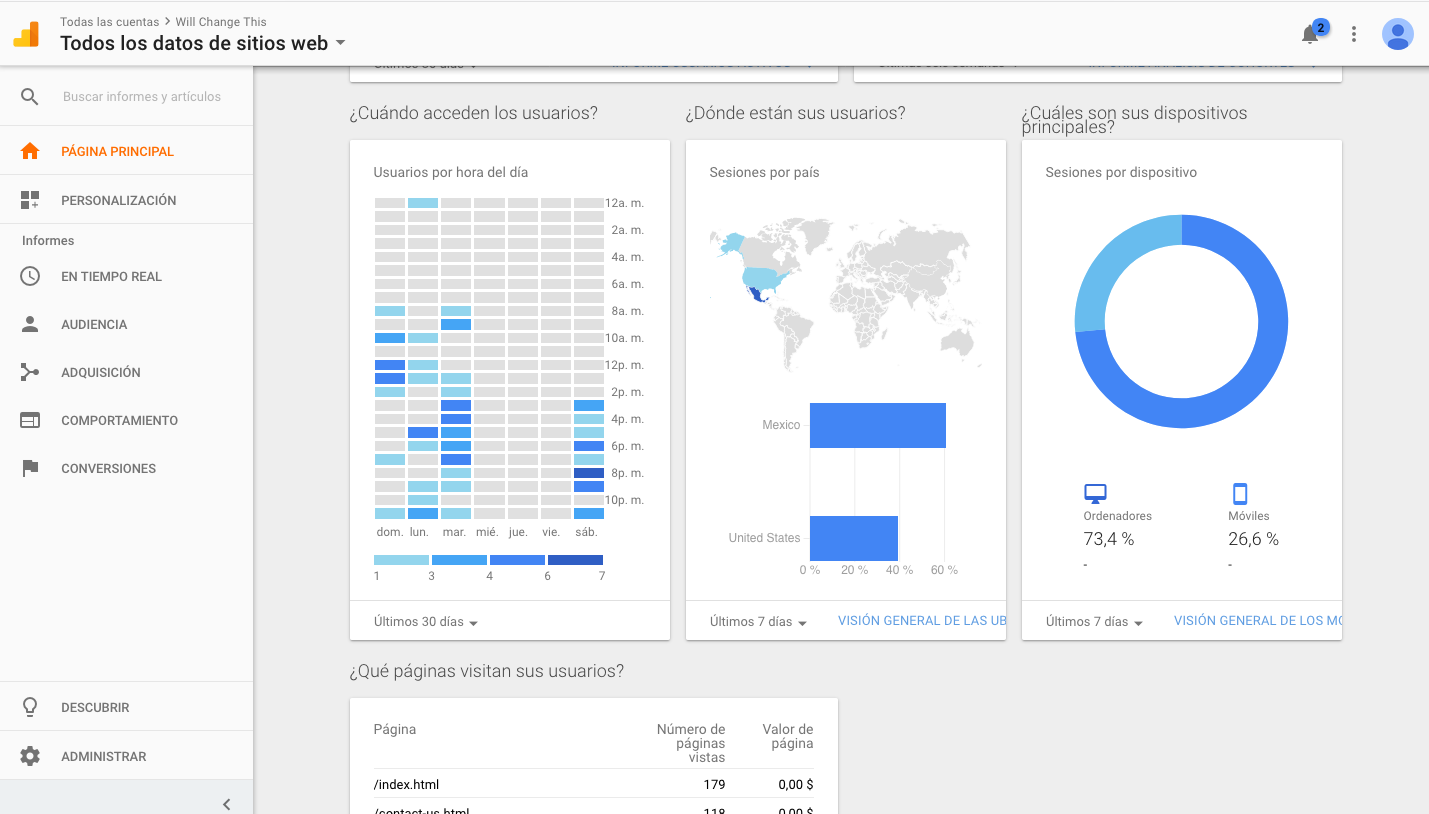 Todas las cuentas > Will Change This
Todos los datos de sitios web
2
Buscar informes y artículos
PÁGINA PRINCIPAL
PERSONALIZACIÓN
Informes
EN TIEMPO REAL
AUDIENCIA
ADQUISICIÓN
COMPORTAMIENTO
CONVERSIONES
DESCUBRIR
ADMINISTRAR
¿Cuándo acceden los usuarios?
Usuarios por hora del día
12a. m.
2a. m.
4a. m.
6a. m.
8a. m.
10a. m.
12p. m.
2p. m.
4p. m.
6p. m.
8p. m.
10p. m.
dom. lun. mar. mié. jue. vie. sáb.
1 3 4 6 7
Últimos 30 días
¿Dónde están sus usuarios?
Sesiones por país
Mexico
United States
0 % 20 % 40 % 60 %
Últimos 7 días VISIÓN GENERAL DE LAS UB
¿Cuáles son sus dispositivos
principales?
Sesiones por dispositivo
Ordenadores Móviles
73,4 % 26,6 %
- -
Últimos 7 días VISIÓN GENERAL DE LOS MO
¿Qué páginas visitan sus usuarios?
Página Número de páginas vistas Valor de página
/index.html 179 0,00 $
/contact-us.html 118 0,00 $